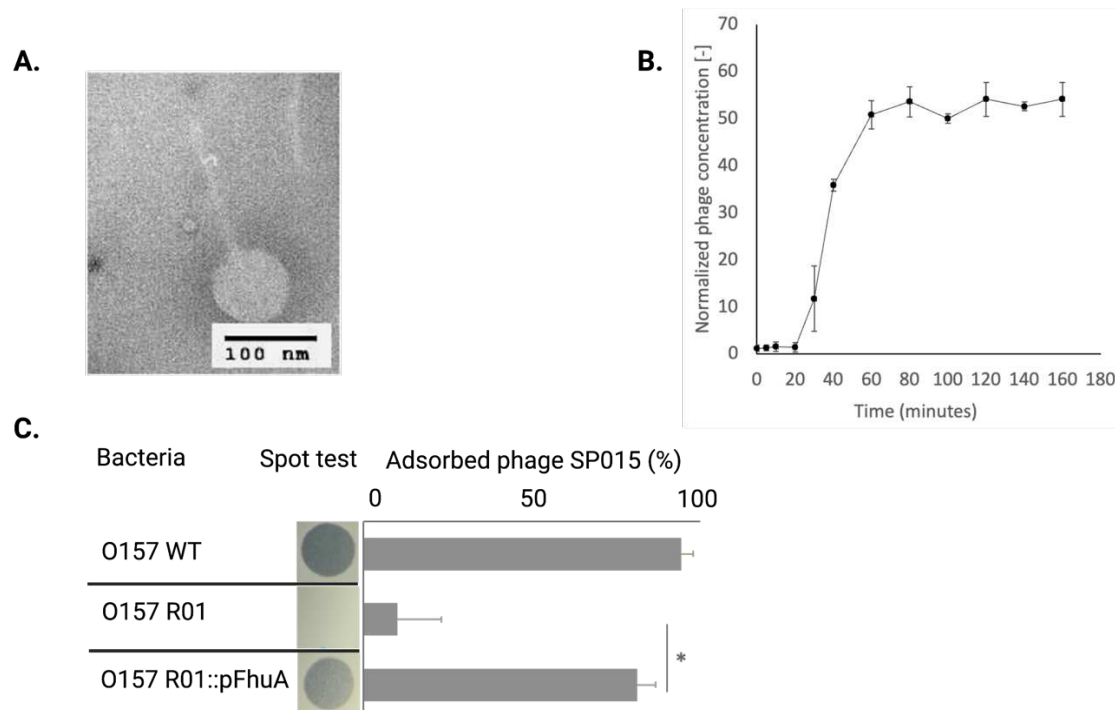 A.
100 nm
B.
Normalized phage concentration [-]
70
60
50
40
30
20
10
0
0 20 40 60 80 100 120 140 160 180
Time (minutes)
C.
Bacteria Spot test Adsorbed phage SP015 (%)
0 50 100
O157 WT
O157 R01
O157 R01::pFhuA
*